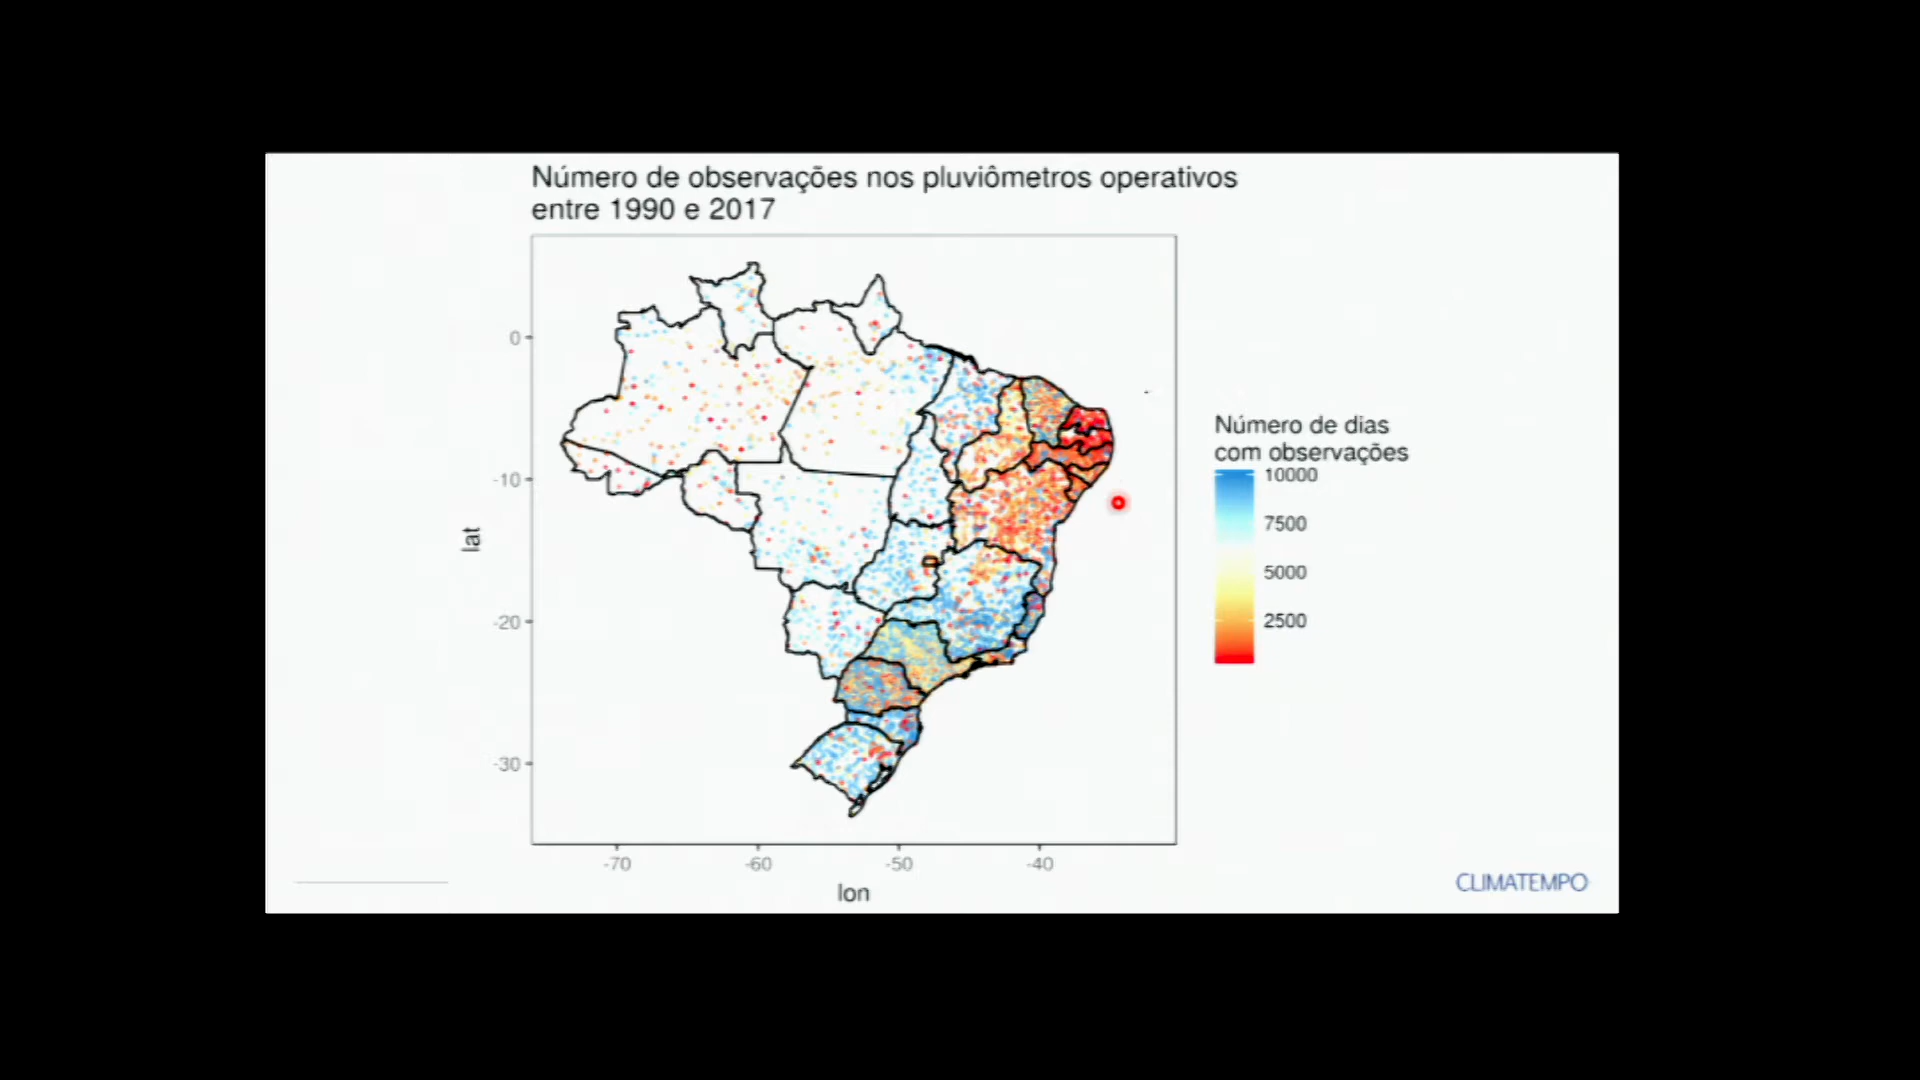 Número de observações nos pluviômetros operativos
entre 1990 e 2017
0
-10
-20
-30
lat
-70
-60
-50
-40
lon
Número de dias
com observações
10000
7500
5000
2500
CLIMATEMPO